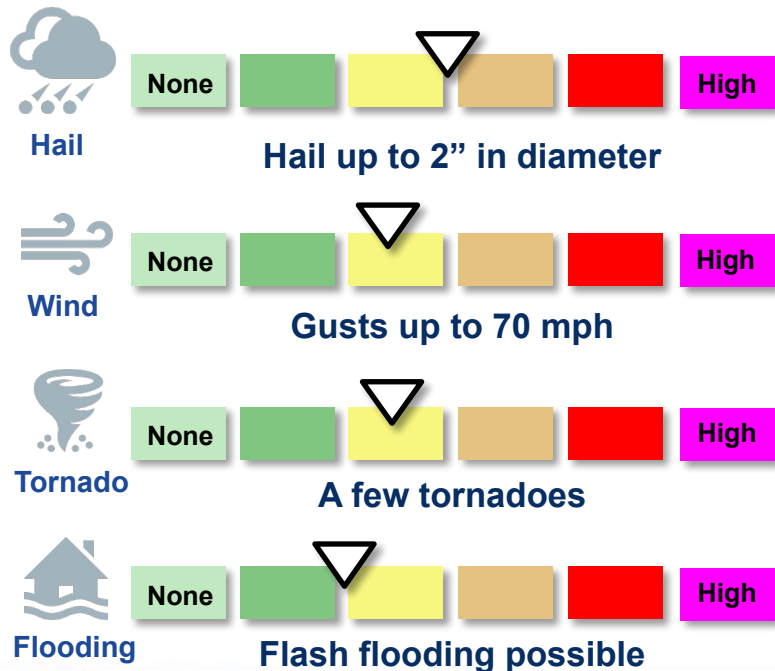 None
High
Hail
Hail up to 2” in diameter
None
High
Wind
Gusts up to 70 mph
None
High
Tornado
A few tornadoes
None
High
Flooding
Flash flooding possible